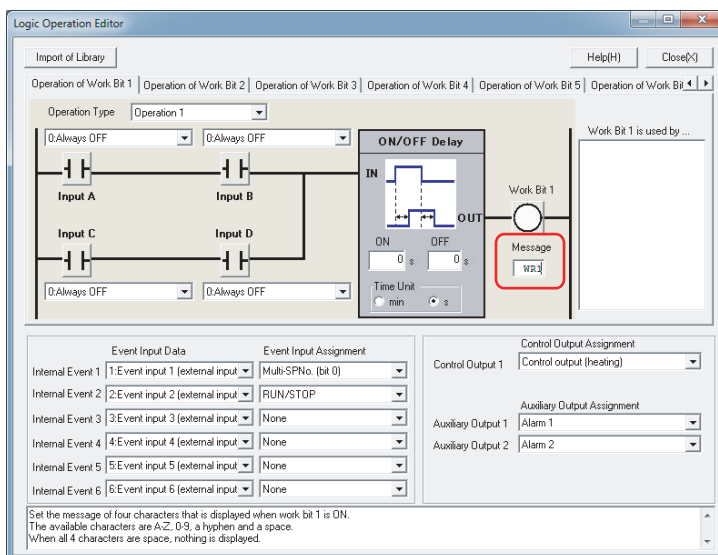 Logic Operation Editor
Import of Library Help(H) Close(X)
Operation of Work Bit 1 Operation of Work Bit 2 Operation of Work Bit 3 Operation of Work Bit 4 Operation of Work Bit 5 Operation of Work Bit
Operation Type Operation 1
0:Always OFF 0:Always OFF
ON/OFF Delay
Work Bit 1 is used by ...
IN
Input A Input B
Work Bit 1
OUT
Input C Input D
ON OFF
Message
0 s 0 s
WR1
0:Always OFF 0:Always OFF
Time Unit
min s
Event Input Data Event Input Assignment
Internal Event 1 1:Event input 1 (external input Multi-SPNo. (bit 0)
Internal Event 2 2:Event input 2 (external input RUN/STOP
Internal Event 3 3:Event input 3 (external input None
Internal Event 4 4:Event input 4 (external input None
Internal Event 5 5:Event input 5 (external input None
Internal Event 6 6:Event input 6 (external input None
Control Output Assignment
Control Output 1 Control output (heating)
Auxiliary Output Assignment
Auxiliary Output 1 Alarm 1
Auxiliary Output 2 Alarm 2
Set the message of four characters that is displayed when work bit 1 is ON.
The available characters are A-Z, 0-9, a hyphen and a space.
When all 4 characters are space, nothing is displayed.